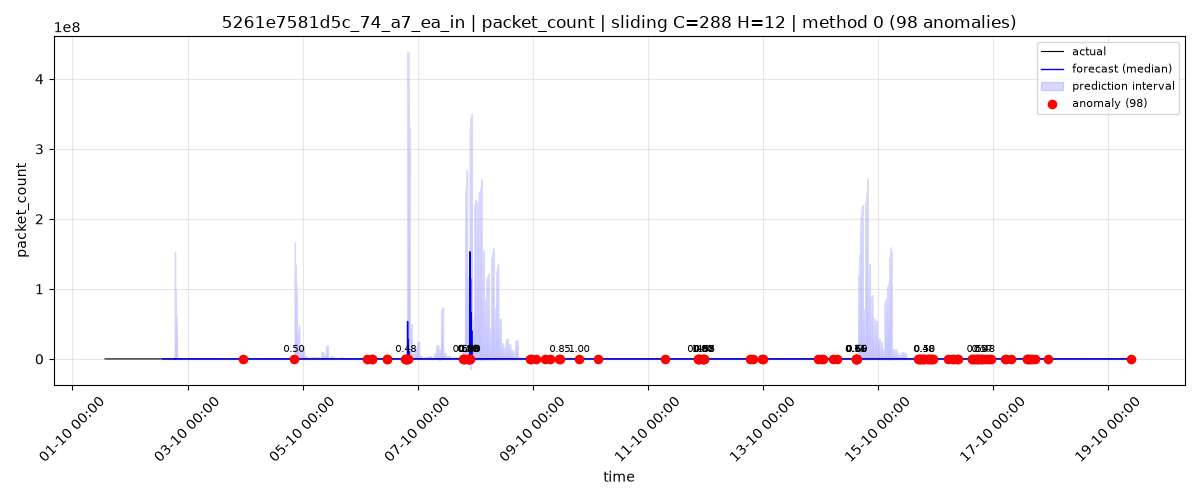 5261e7581d5c_74_a7_ea_in | packet_count | sliding C=288 H=12 | method 0 (98 anomalies)
1e8
actual
forecast (median)
prediction interval
anomaly (98)
4
3
2
1
0
packet_count
0.50
0.48
0.85
1.00
01-10 00:00
03-10 00:00
05-10 00:00
07-10 00:00
09-10 00:00
11-10 00:00
13-10 00:00
15-10 00:00
17-10 00:00
19-10 00:00
time